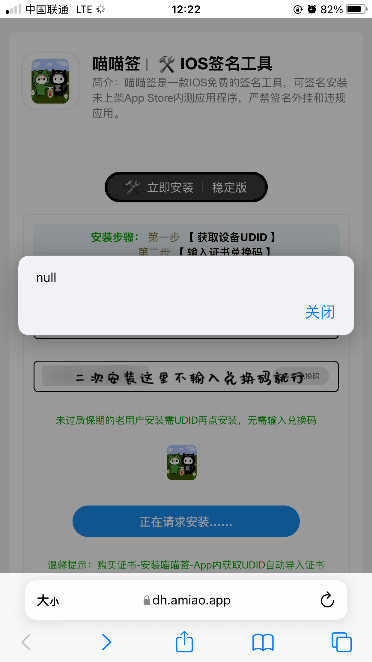 中国联通 LTE 12:22 82%
喵喵签 | 🛠 IOS签名工具
简介：喵喵签是一款IOS免费的签名工具，可签名安装
未上架App Store内测应用程序，严禁签名外挂和违规
应用。
🛠 立即安装 | 稳定版
安装步骤： 第一步 【 获取设备UDID 】
第二步 【 输入证书兑换码 】
null
关闭
二次安装这里不输入兑换码就行
换码
未过质保期的老用户安装需UDID再点安装，无需输入兑换码
正在请求安装......
温馨提示：购买证书-安装喵喵签-App内获取UDID自动导入证书
大小 dh.amiao.app